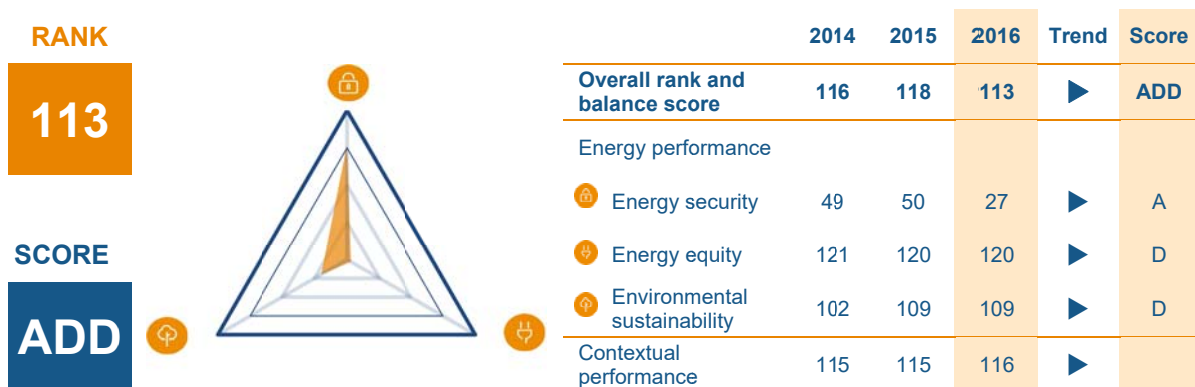 RANK
113
SCORE
ADD
2014 2015 2016 Trend Score
Overall rank and
balance score 116 118 113 ADD
Energy performance
Energy security 49 50 27 A
Energy equity 121 120 120 D
Environmental
sustainability 102 109 109 D
Contextual
performance 115 115 116